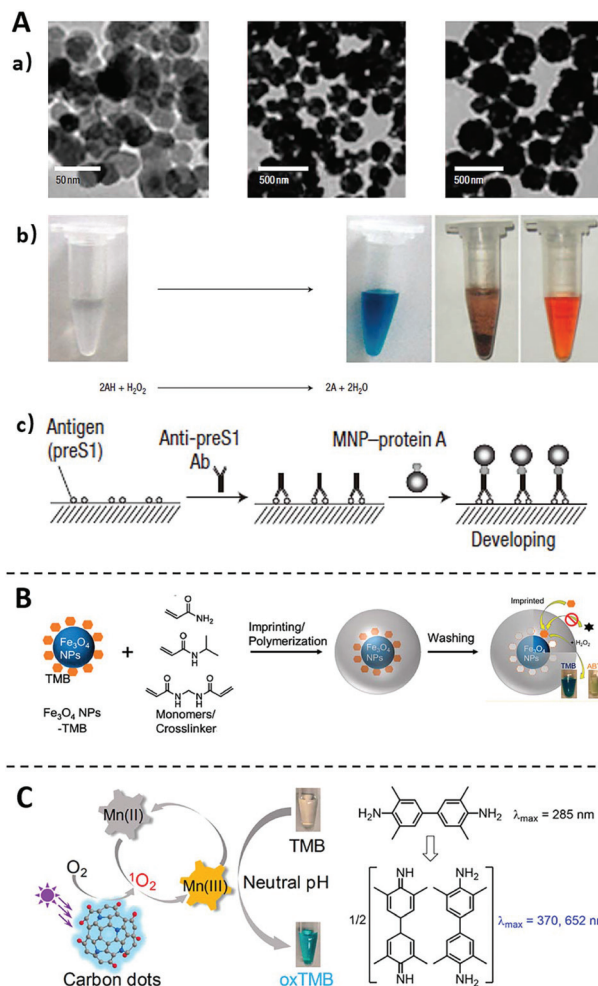 A
a)
50 nm
500 nm
500 nm
b)
2AH + H₂O₂
2A + 2H₂O
c)
Antigen
(preS1)
Anti-preS1
Ab
MNP–protein A
Developing
B
Fe₃O₄
NPs
TMB
Fe₃O₄ NPs
-TMB
+
O
NH₂
O
N
H
O
O
N
H
N
H
Monomers/
Crosslinker
Imprinting/
Polymerization
Fe₃O₄
NPs
Washing
Imprinted
+ H₂O₂
Fe₃O₄
NPs
TMB
C
Mn(II)
O₂
¹O₂
Mn(III)
Carbon dots
TMB
Neutral pH
oxTMB
H₂N
NH₂
λmax = 285 nm
1/2
NH
NH₂
NH
NH₂
λmax = 370, 652 nm